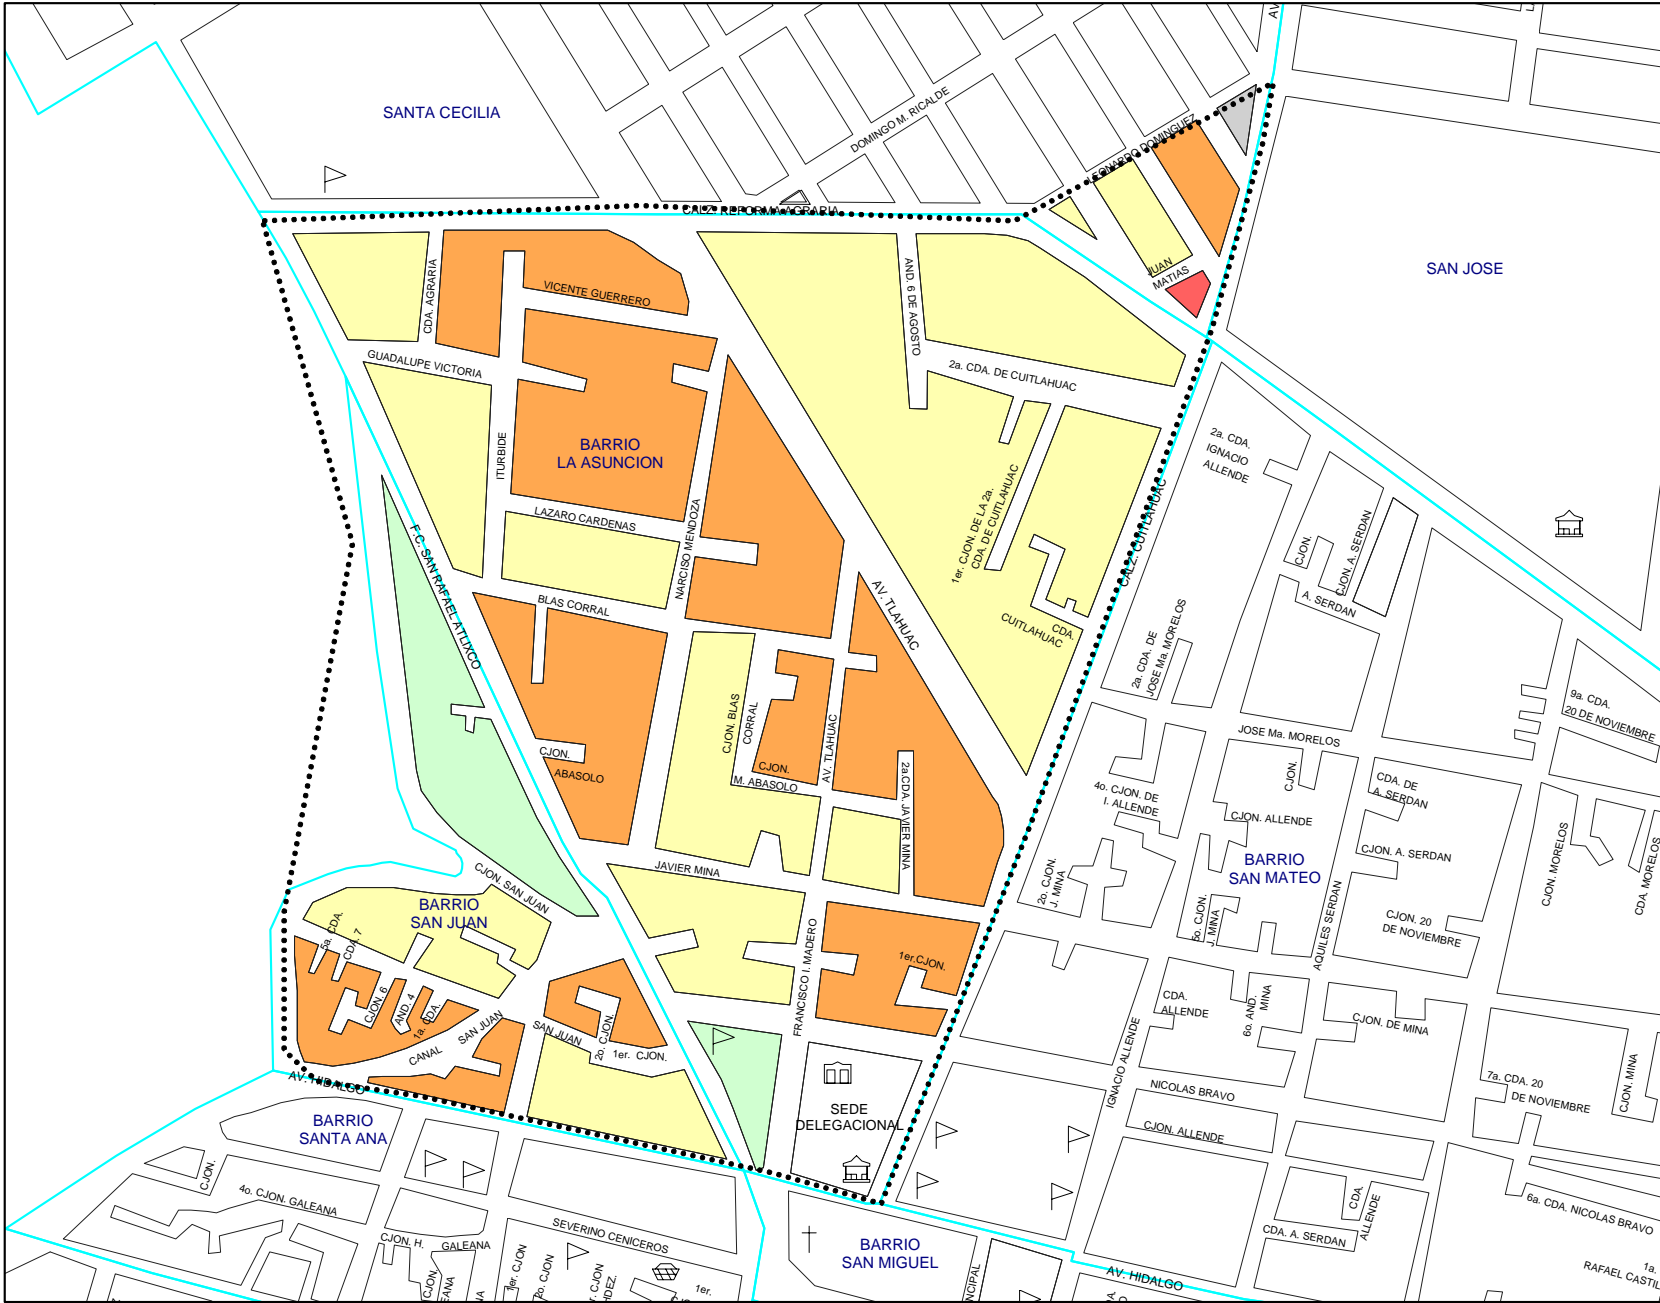 SANTA CECILIA
DOMINGO M. RICALDE
LEONARDO DOMINGUEZ
CALZ. REFORMA AGRARIA
SAN JOSE
JUAN
MATIAS
CDA. AGRARIA
VICENTE GUERRERO
AND. 6 DE AGOSTO
GUADALUPE VICTORIA
2a. CDA. DE CUITLAHUAC
ITURBIDE
BARRIO
LA ASUNCION
2a. CDA.
IGNACIO
ALLENDE
LAZARO CARDENAS
NARCISO MENDOZA
1er. CJON. DE LA 2a.
CDA. DE CUITLAHUAC
CALZ. CUITLAHUAC
CJON.
CJON. A. SERDAN
A. SERDAN
F.C. SAN RAFAEL ATLIXCO
BLAS CORRAL
AV. TLAHUAC
CDA.
CUITLAHUAC
2a. CDA. DE
JOSE Ma. MORELOS
9a. CDA.
20 DE NOVIEMBRE
JOSE Ma. MORELOS
CJON. BLAS
CORRAL
AV. TLAHUAC
CJON.
ABASOLO
CJON.
M. ABASOLO
2a.CDA. JAVIER MINA
4o. CJON. DE
I. ALLENDE
CJON.
CDA. DE
A. SERDAN
CJON. ALLENDE
CJON. A. SERDAN
BARRIO
SAN MATEO
CJON. MORELOS
CDA. MORELOS
JAVIER MINA
2o. CJON.
J. MINA
5o. CJON.
J. MINA
AQUILES SERDAN
CJON. 20
DE NOVIEMBRE
CJON. SAN JUAN
BARRIO
SAN JUAN
5a. CDA.
CDA. 7
CJON. 6
AND. 4
1a. CDA.
CANAL
SAN JUAN
SAN JUAN
2o. CJON.
1er. CJON.
FRANCISCO I. MADERO
1er.CJON.
CDA.
ALLENDE
6o. AND.
MINA
CJON. DE MINA
IGNACIO ALLENDE
AV. HIDALGO
SEDE
DELEGACIONAL
NICOLAS BRAVO
CJON. ALLENDE
7a. CDA. 20
DE NOVIEMBRE
CJON. MINA
BARRIO
SANTA ANA
CJON.
4o. CJON. GALEANA
CJON. H.
GALEANA
CJON.
SEVERINO CENICEROS
1er. CJON
2o. CJON
CJON
1er.
BARRIO
SAN MIGUEL
AV. HIDALGO
CDA.
ALLENDE
CDA. A. SERDAN
6a. CDA. NICOLAS BRAVO
1a.